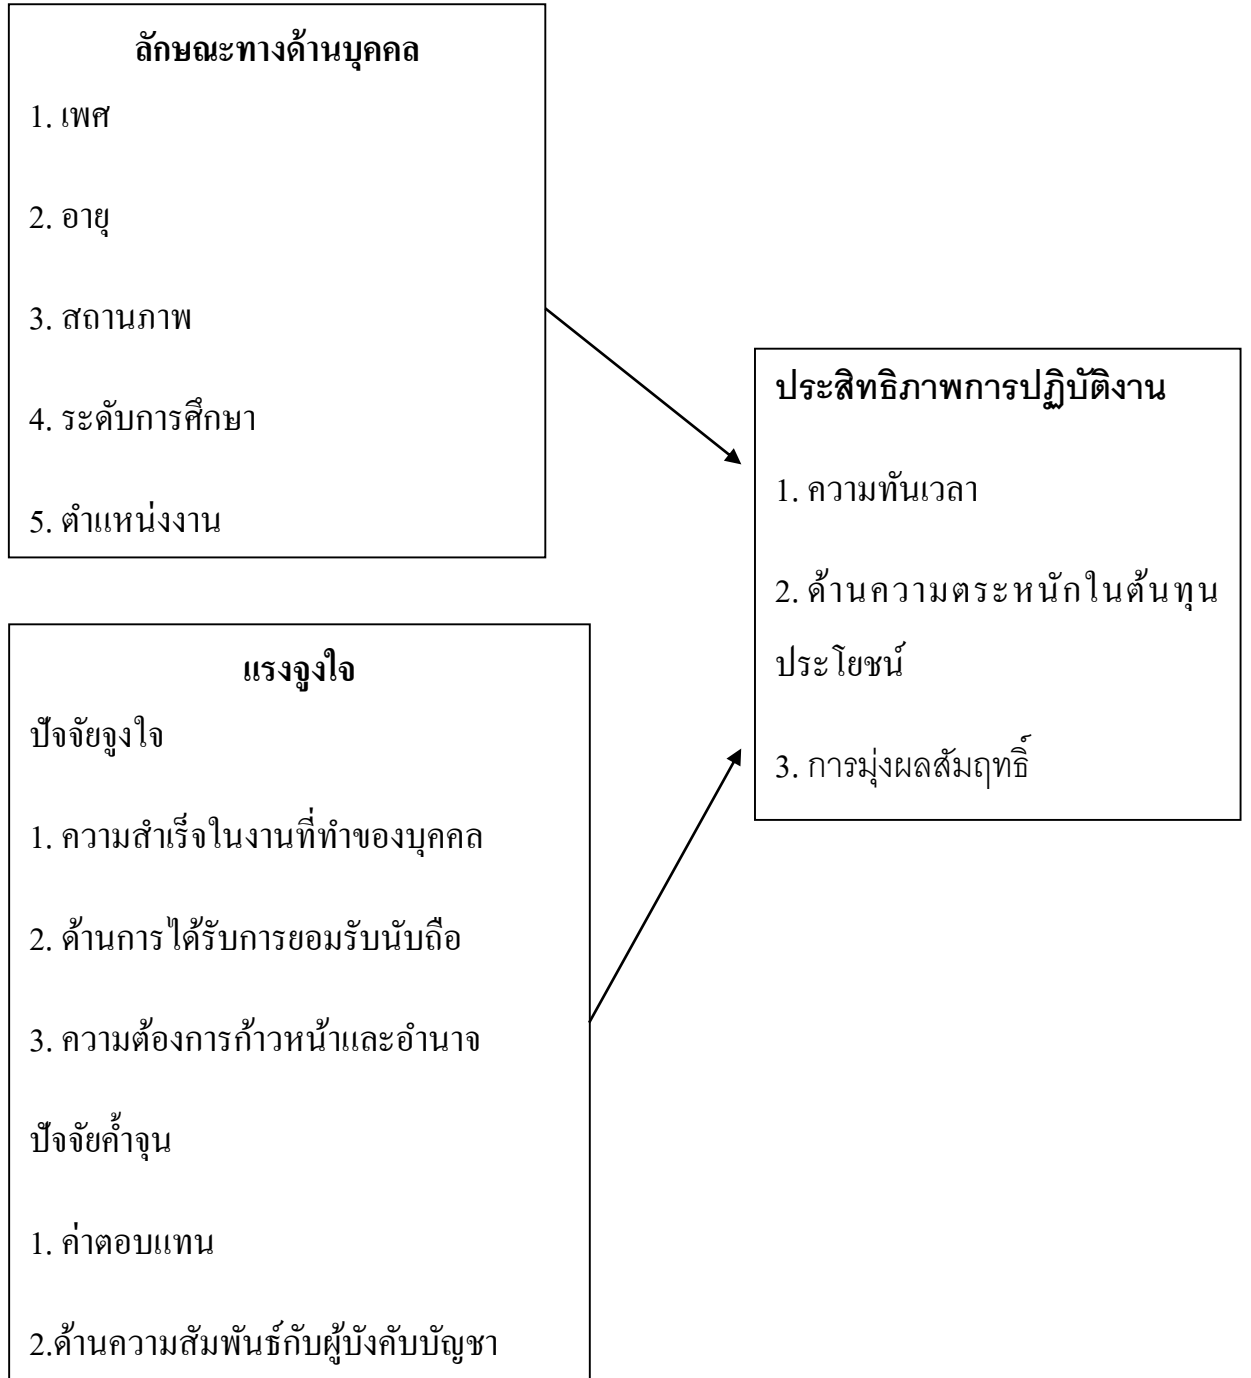 ลักษณะทางด้านบุคคล
1. เพศ
2. อายุ
3. สถานภาพ
4. ระดับการศึกษา
5. ตำแหน่งงาน
แรงจูงใจ
ปัจจัยจูงใจ
1. ความสำเร็จในงานที่ทำของบุคคล
2. ด้านการได้รับการยอมรับนับถือ
3. ความต้องการก้าวหน้าและอำนาจ
ปัจจัยค้ำจุน
1. ค่าตอบแทน
2.ด้านความสัมพันธ์กับผู้บังคับบัญชา
ประสิทธิภาพการปฏิบัติงาน
1. ความทันเวลา
2. ด้านความตระหนักในต้นทุน
ประโยชน์
3. การมุ่งผลสัมฤทธิ์